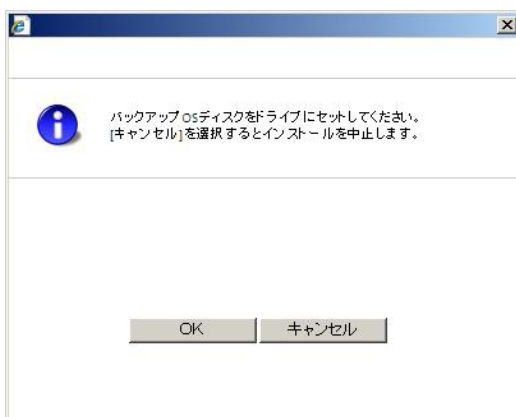 バックアップOSディスクをドライブにセットしてください。
[キャンセル]を選択するとインストールを中止します。
OK
キャンセル